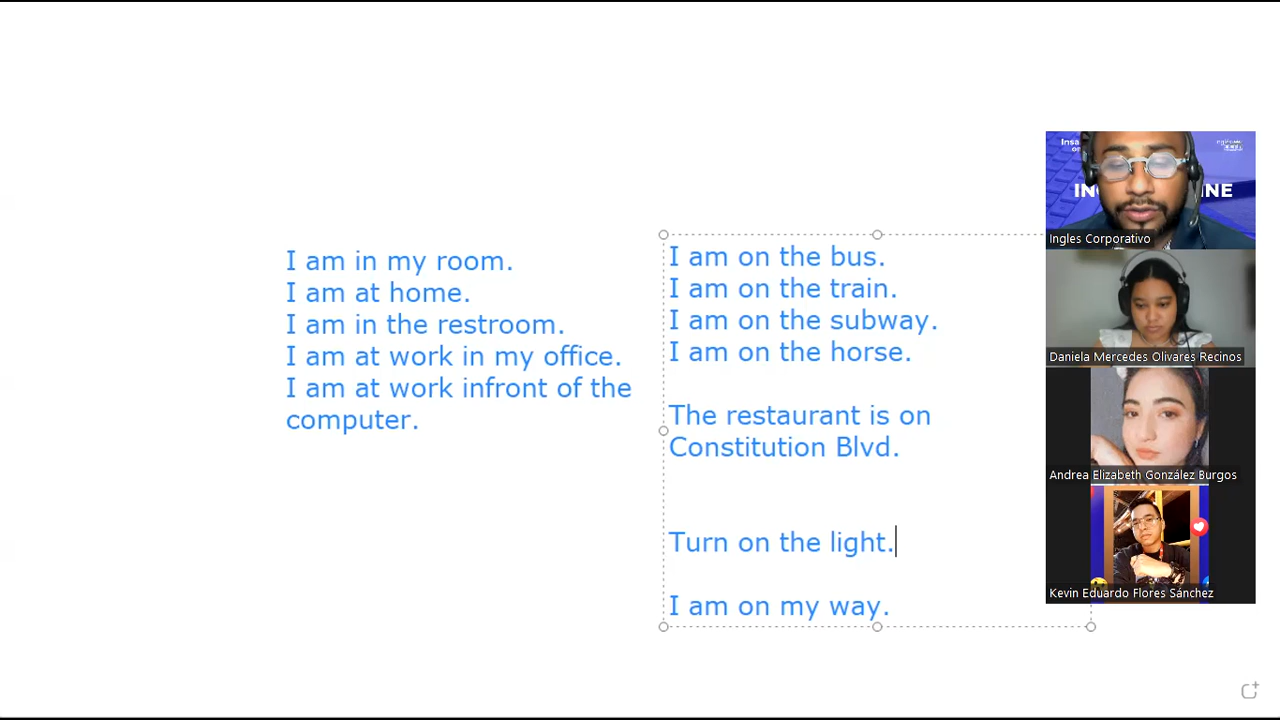 I am in my room.
I am at home.
I am in the restroom.
I am at work in my office.
I am at work infront of the
computer.
I am on the bus.
I am on the train.
I am on the subway.
I am on the horse.
The restaurant is on
Constitution Blvd.
Turn on the light.
I am on my way.
Ingles Corporativo
Daniela Mercedes Olivares Recinos
Andrea Elizabeth González Burgos
Kevin Eduardo Flores Sánchez